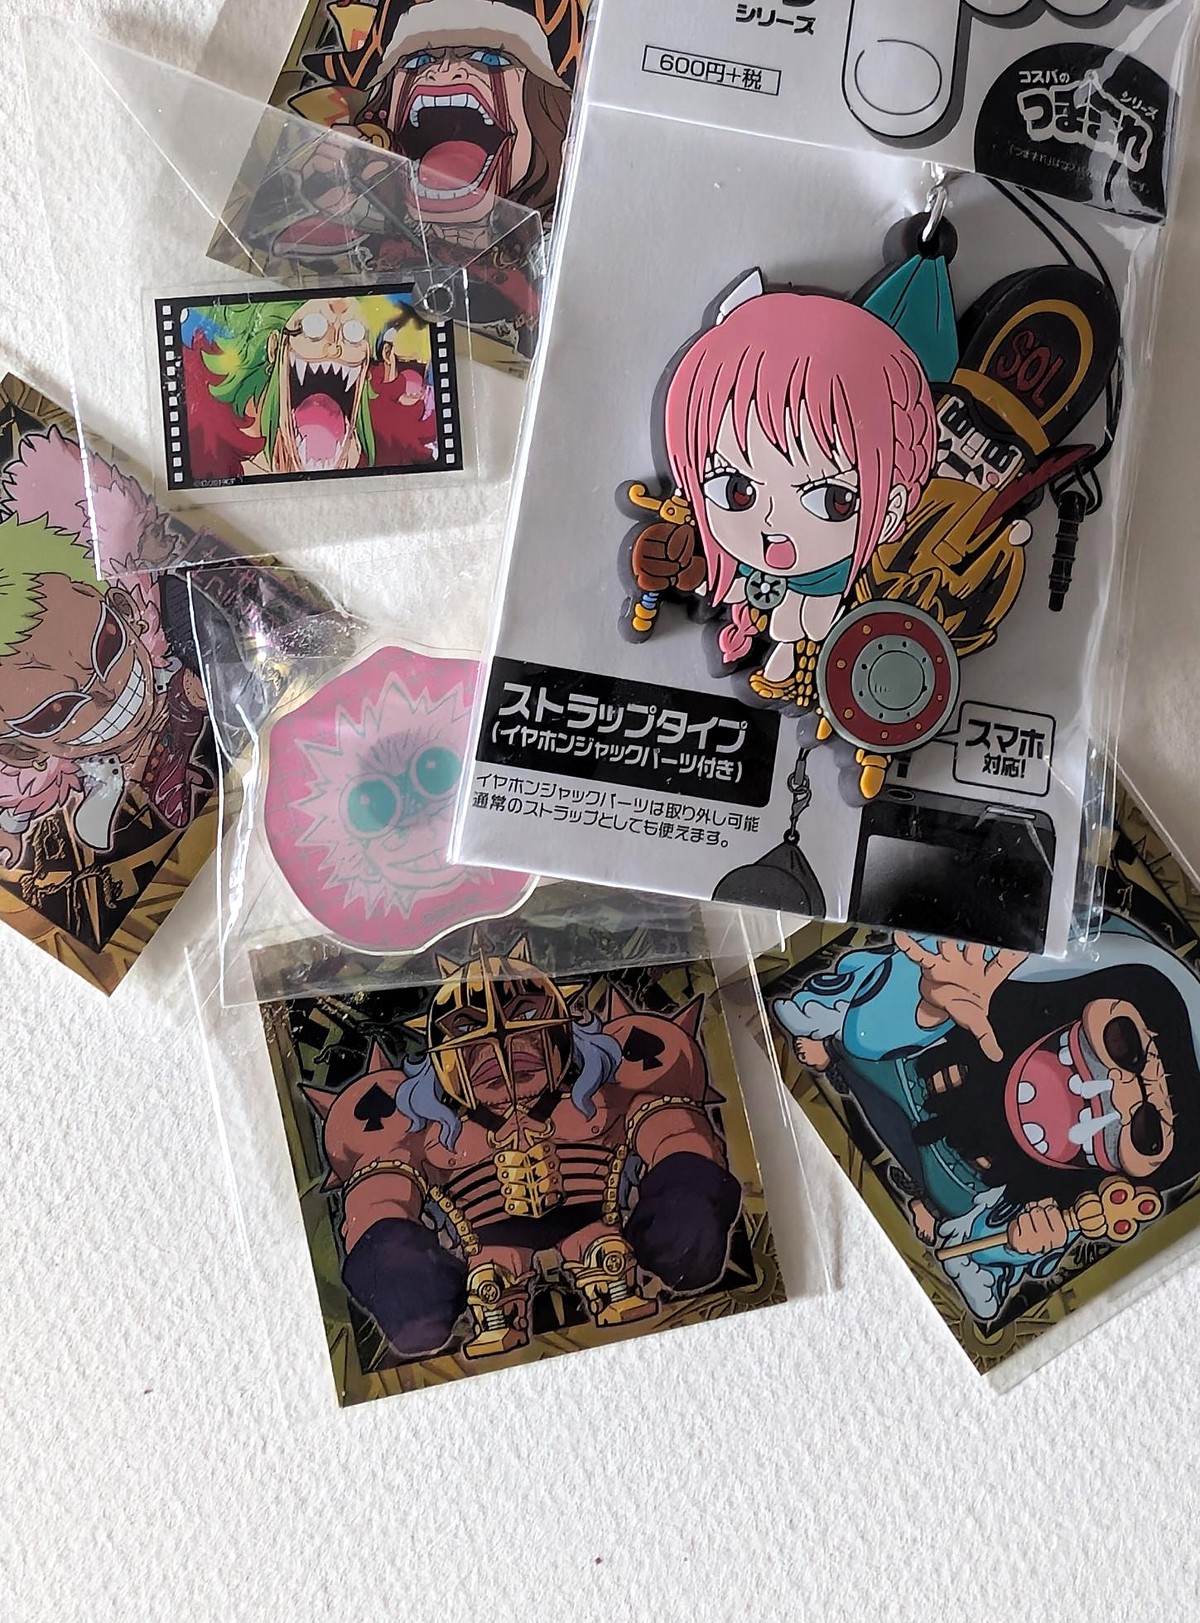 シリーズ
600円+税
コスパの
つままれ
シリーズ
SOL
ストラップタイプ
(イヤホンジャックパーツ付き)
イヤホンジャックパーツは取り外し可能
通常のストラップとしても使えます。
スマホ
対応!